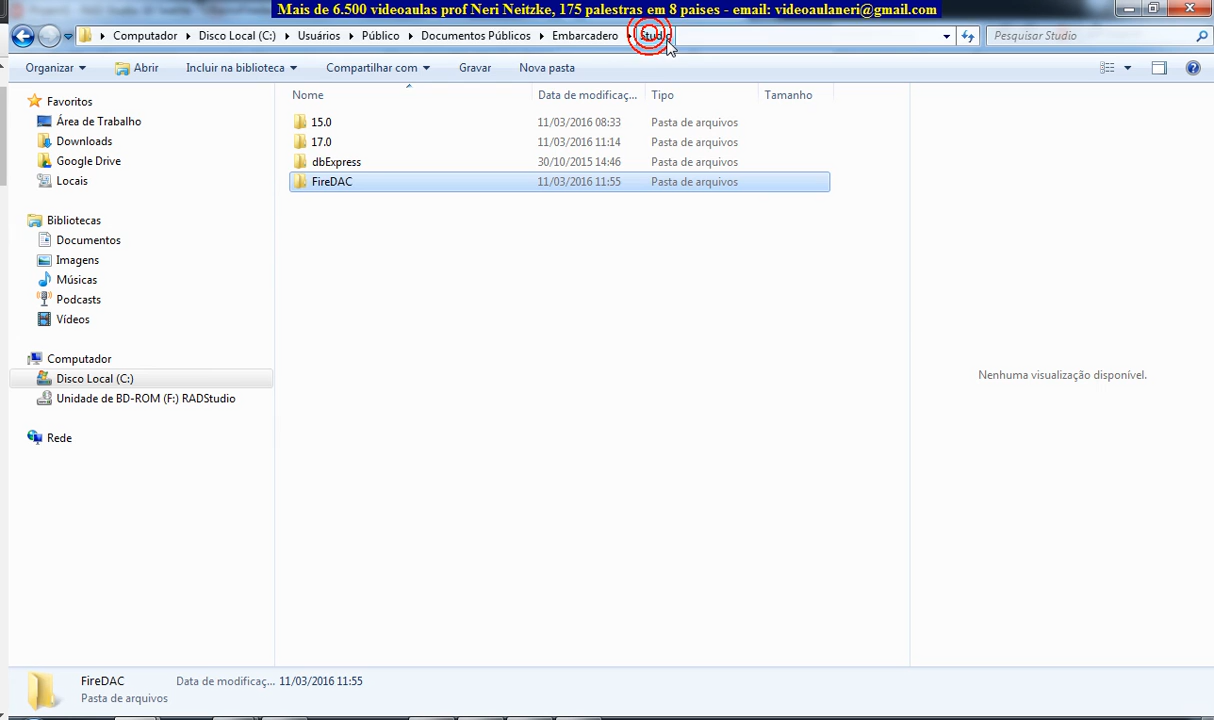 Mais de 6.500 videoaulas prof Neri Neitzke, 175 palestras em 8 paises - email: videoaulaneri@gmail.com
Computador Disco Local (C:) Usuários Público Documentos Públicos Embarcadero Studio
Pesquisar Studio
Organizar Abrir Incluir na biblioteca Compartilhar com Gravar Nova pasta
Nome Data de modificaç... Tipo Tamanho
15.0 11/03/2016 08:33 Pasta de arquivos
17.0 11/03/2016 11:14 Pasta de arquivos
dbExpress 30/10/2015 14:46 Pasta de arquivos
FireDAC 11/03/2016 11:55 Pasta de arquivos
Favoritos
Área de Trabalho
Downloads
Google Drive
Locais
Bibliotecas
Documentos
Imagens
Músicas
Podcasts
Vídeos
Computador
Disco Local (C:)
Unidade de BD-ROM (F:) RADStudio
Rede
Nenhuma visualização disponível.
FireDAC Data de modificaç... 11/03/2016 11:55
Pasta de arquivos